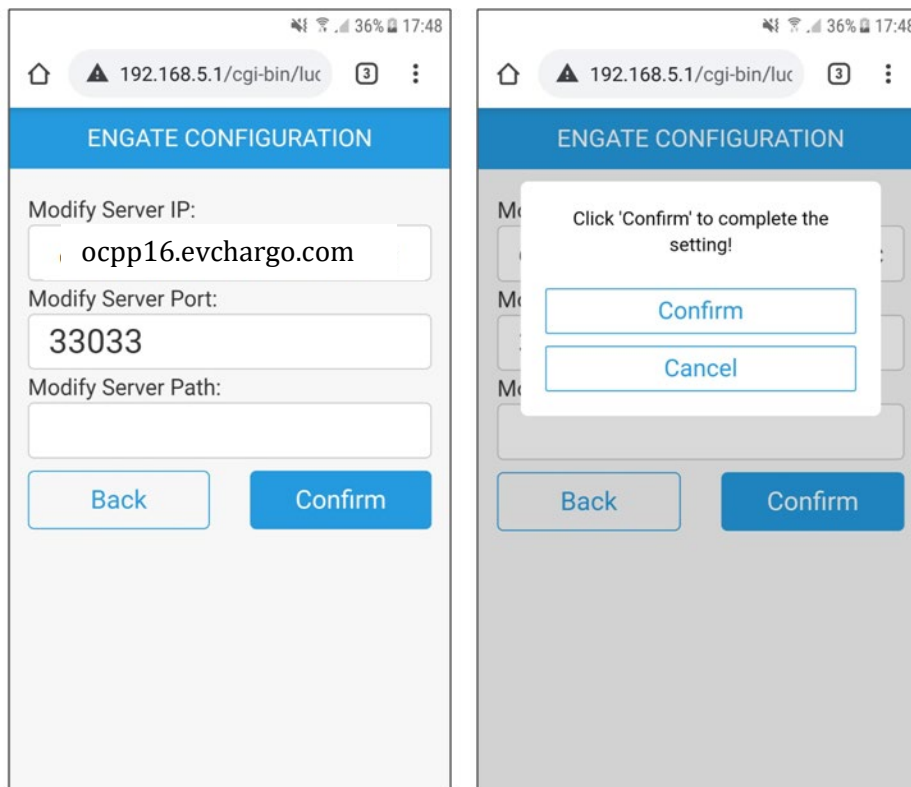 36% 17:48
192.168.5.1/cgi-bin/luc 3
ENGATE CONFIGURATION
Modify Server IP:
ocpp16.evchargo.com
Modify Server Port:
33033
Modify Server Path:
Back Confirm
36% 17:48
192.168.5.1/cgi-bin/luc 3
ENGATE CONFIGURATION
Click 'Confirm' to complete the
setting!
Confirm
Cancel
Back Confirm